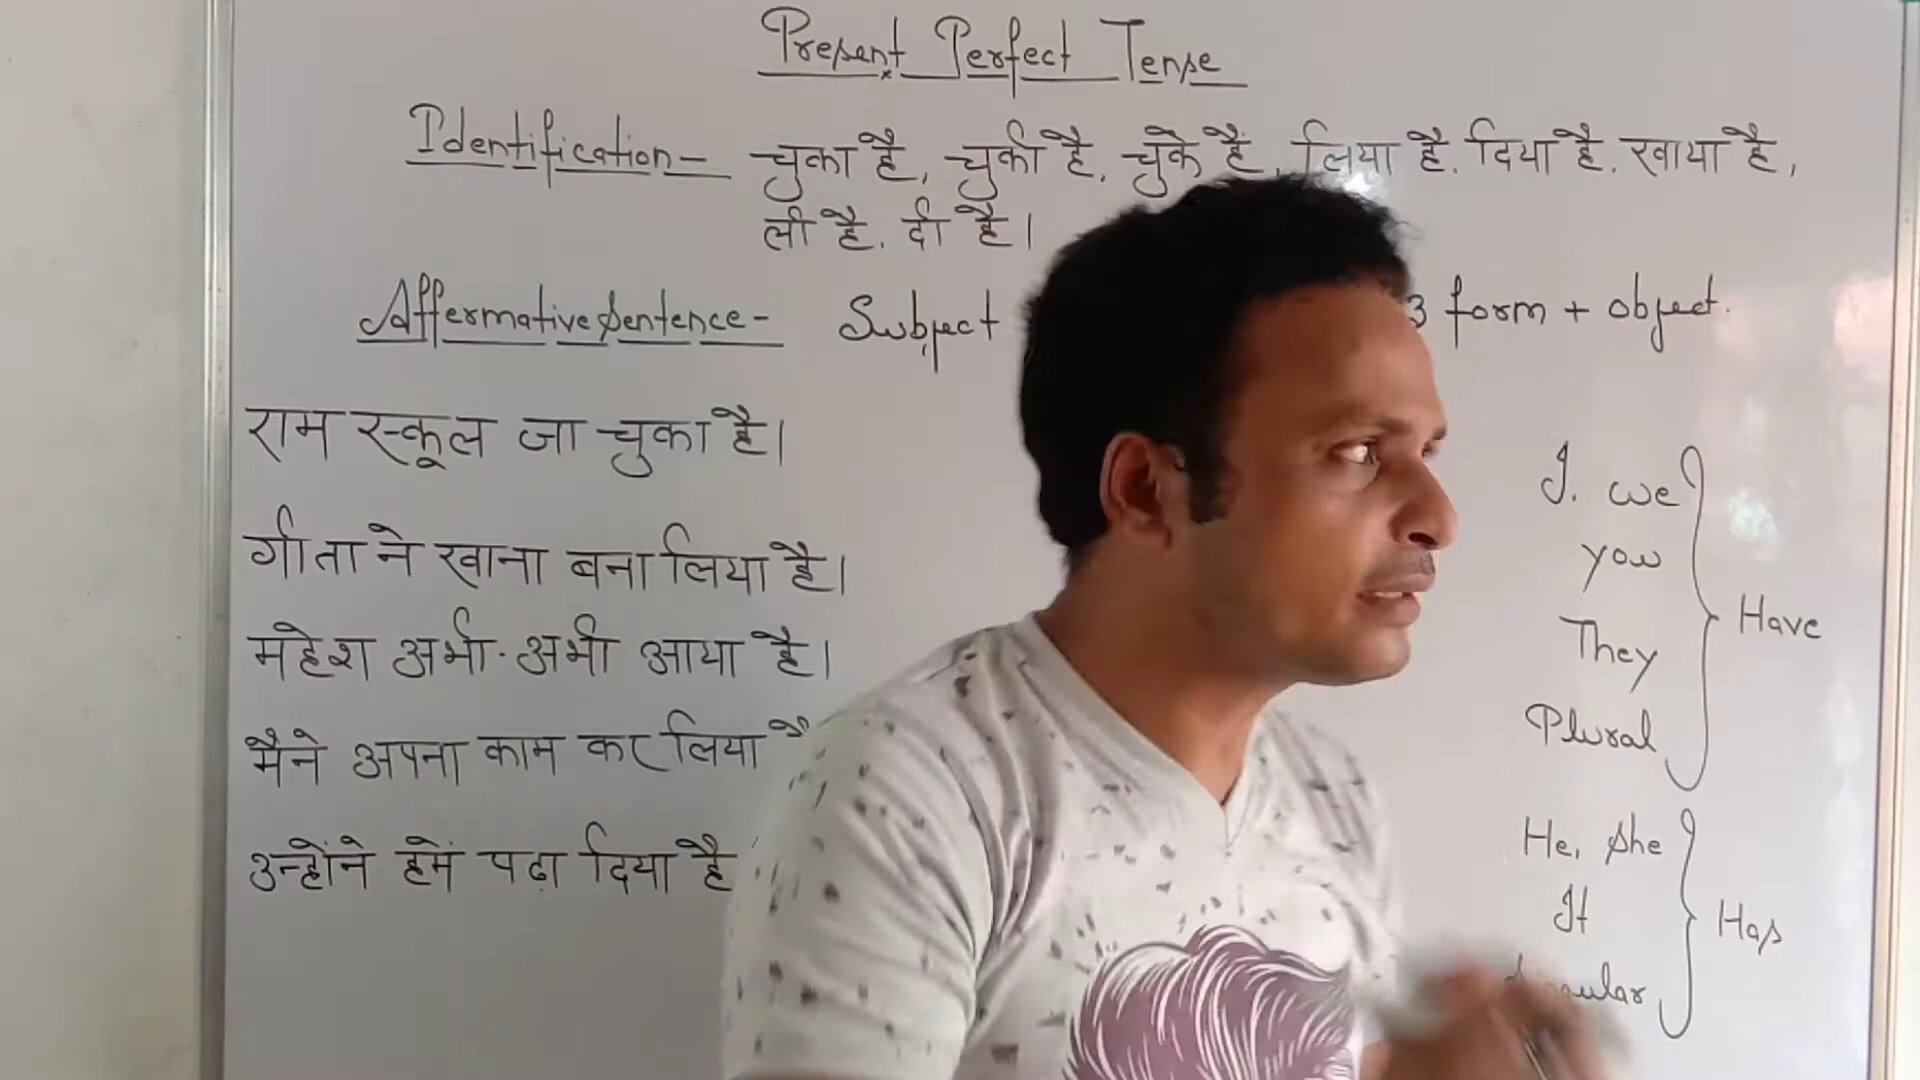 Present Perfect Tense
Identification - चुका है, चुकी है, चुके हैं, लिया है, दिया है, खाया है,
ली है, दी है।
Affermative Sentence - Subject 3 form + object.
राम स्कूल जा चुका है।
गीता ने खाना बना लिया है।
महेश अभी-अभी आया है।
मैने अपना काम कर लिया
उन्होंने हमें पढ़ा दिया है
I, we
you
They
Plural
Have
He, she
It
Has